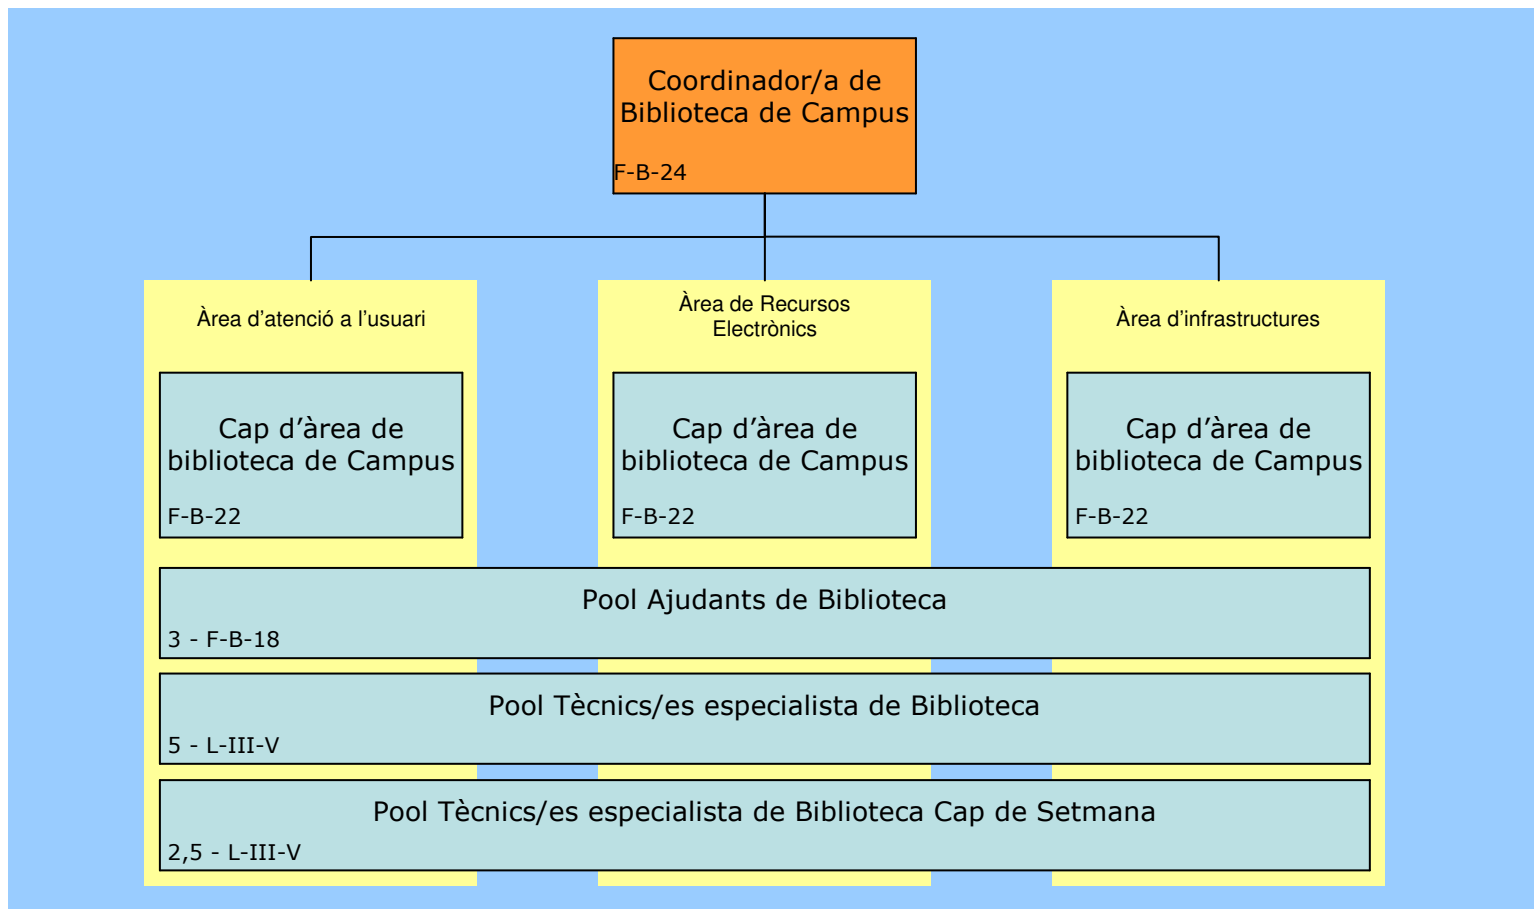 Coordinador/a de
Biblioteca de Campus
F-B-24
Àrea d'atenció a l’usuari
Àrea de Recursos
Electrònics
Àrea d’infrastructures
Cap d’àrea de
biblioteca de Campus
F-B-22
Cap d’àrea de
biblioteca de Campus
F-B-22
Cap d’àrea de
biblioteca de Campus
F-B-22
Pool Ajudants de Biblioteca
3 - F-B-18
Pool Tècnics/es especialista de Biblioteca
5 - L-III-V
Pool Tècnics/es especialista de Biblioteca Cap de Setmana
2,5 - L-III-V